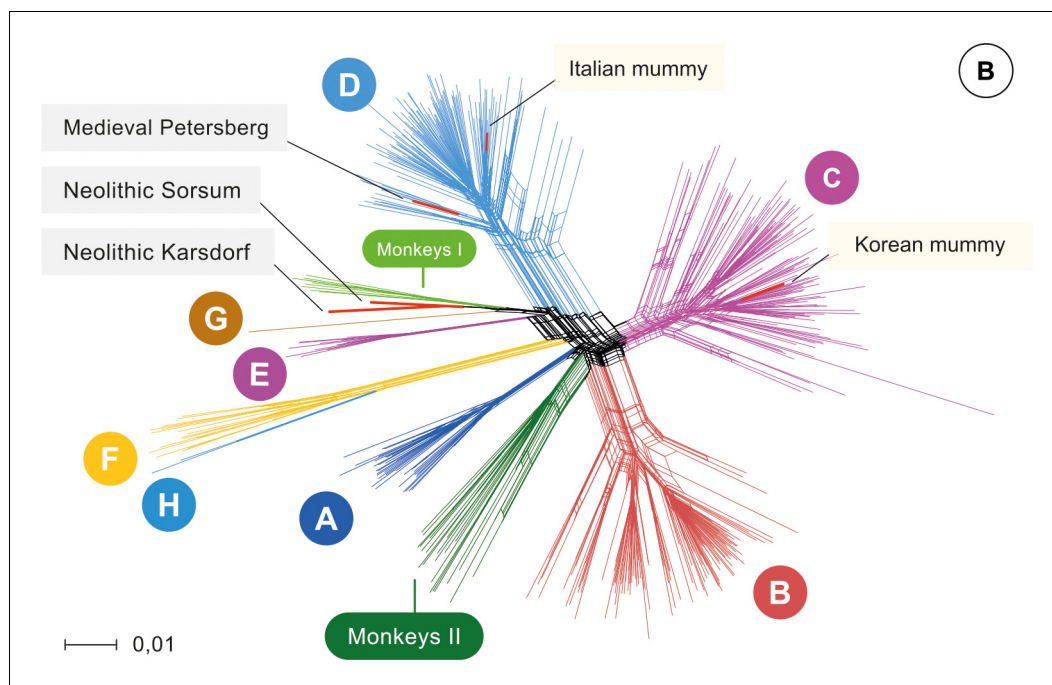 Italian mummy
B
D
Medieval Petersberg
C
Neolithic Sorsum
Korean mummy
Monkeys I
Neolithic Karsdorf
G
E
F
H
A
B
Monkeys II
0,01